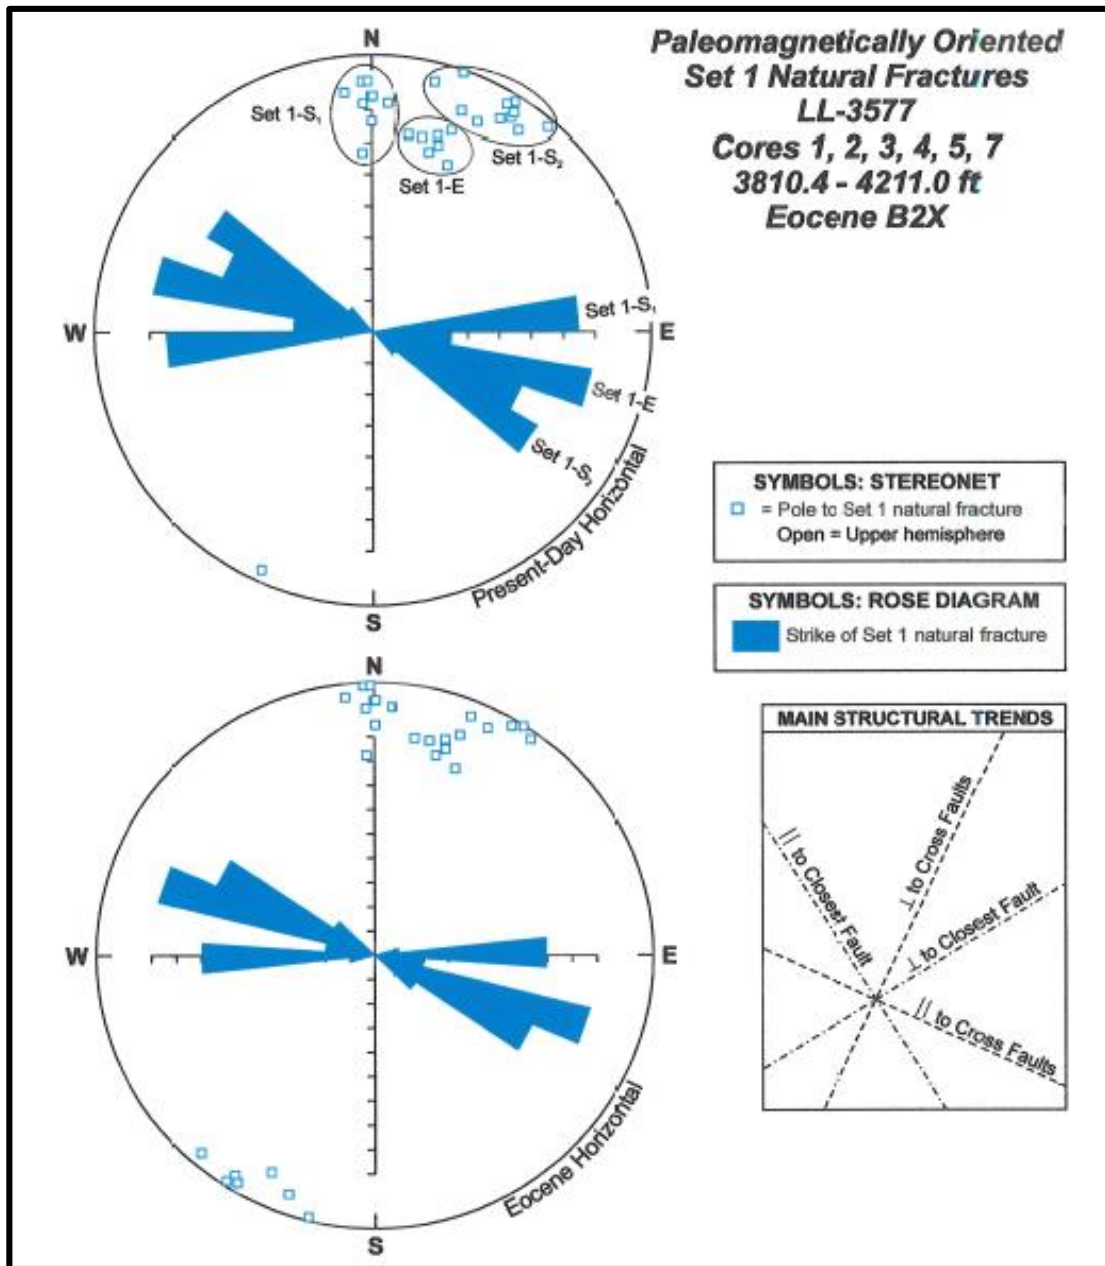 Paleomagnetically Oriented
Set 1 Natural Fractures
LL-3577
Cores 1, 2, 3, 4, 5, 7
3810.4 - 4211.0 ft
Eocene B2X
N
Set 1-S₁
Set 1-S₂
Set 1-E
W
E
Set 1-S₁
Set 1-E
Set 1-S₂
Present-Day Horizontal
S
SYMBOLS: STEREONET
= Pole to Set 1 natural fracture
Open = Upper hemisphere
SYMBOLS: ROSE DIAGRAM
Strike of Set 1 natural fracture
N
W
E
Eocene Horizontal
S
MAIN STRUCTURAL TRENDS
// to Closest Fault
⊥ to Cross Faults
⊥ to Closest Fault
// to Cross Faults